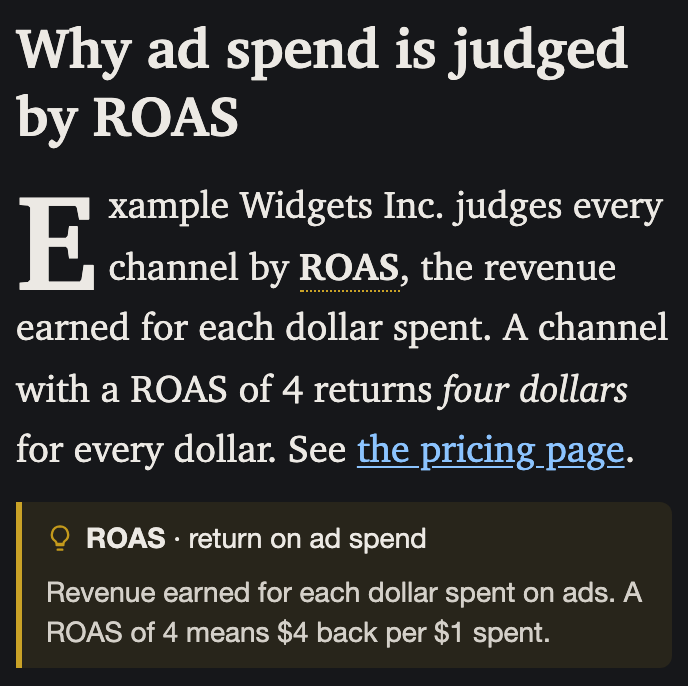 Why ad spend is judged
by ROAS
Example Widgets Inc. judges every
channel by ROAS, the revenue
earned for each dollar spent. A channel
with a ROAS of 4 returns four dollars
for every dollar. See the pricing page.
ROAS · return on ad spend
Revenue earned for each dollar spent on ads. A
ROAS of 4 means $4 back per $1 spent.